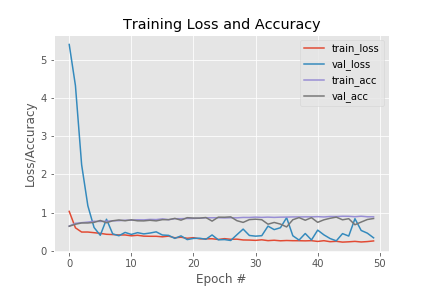 Training Loss and Accuracy
train_loss
val_loss
train_acc
val_acc
Loss/Accuracy
5
4
3
2
1
0
0 10 20 30 40 50
Epoch #